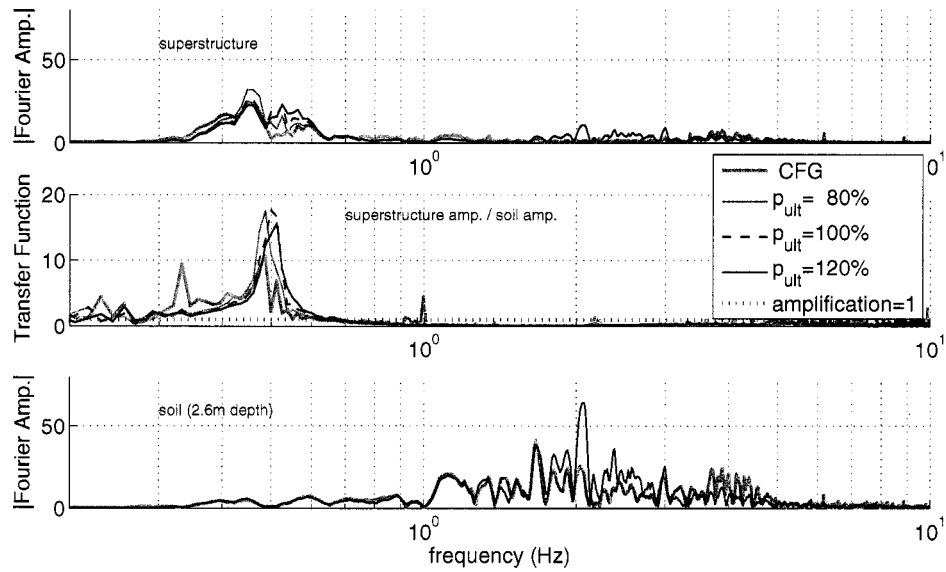 |Fourier Amp.|
50
0
superstructure
10^0
0^1
Transfer Function
20
10
0
superstructure amp. / soil amp.
CFG
p_ult= 80%
p_ult=100%
p_ult=120%
amplification=1
10^0
10^1
|Fourier Amp.|
50
0
soil (2.6m depth)
10^0
10^1
frequency (Hz)